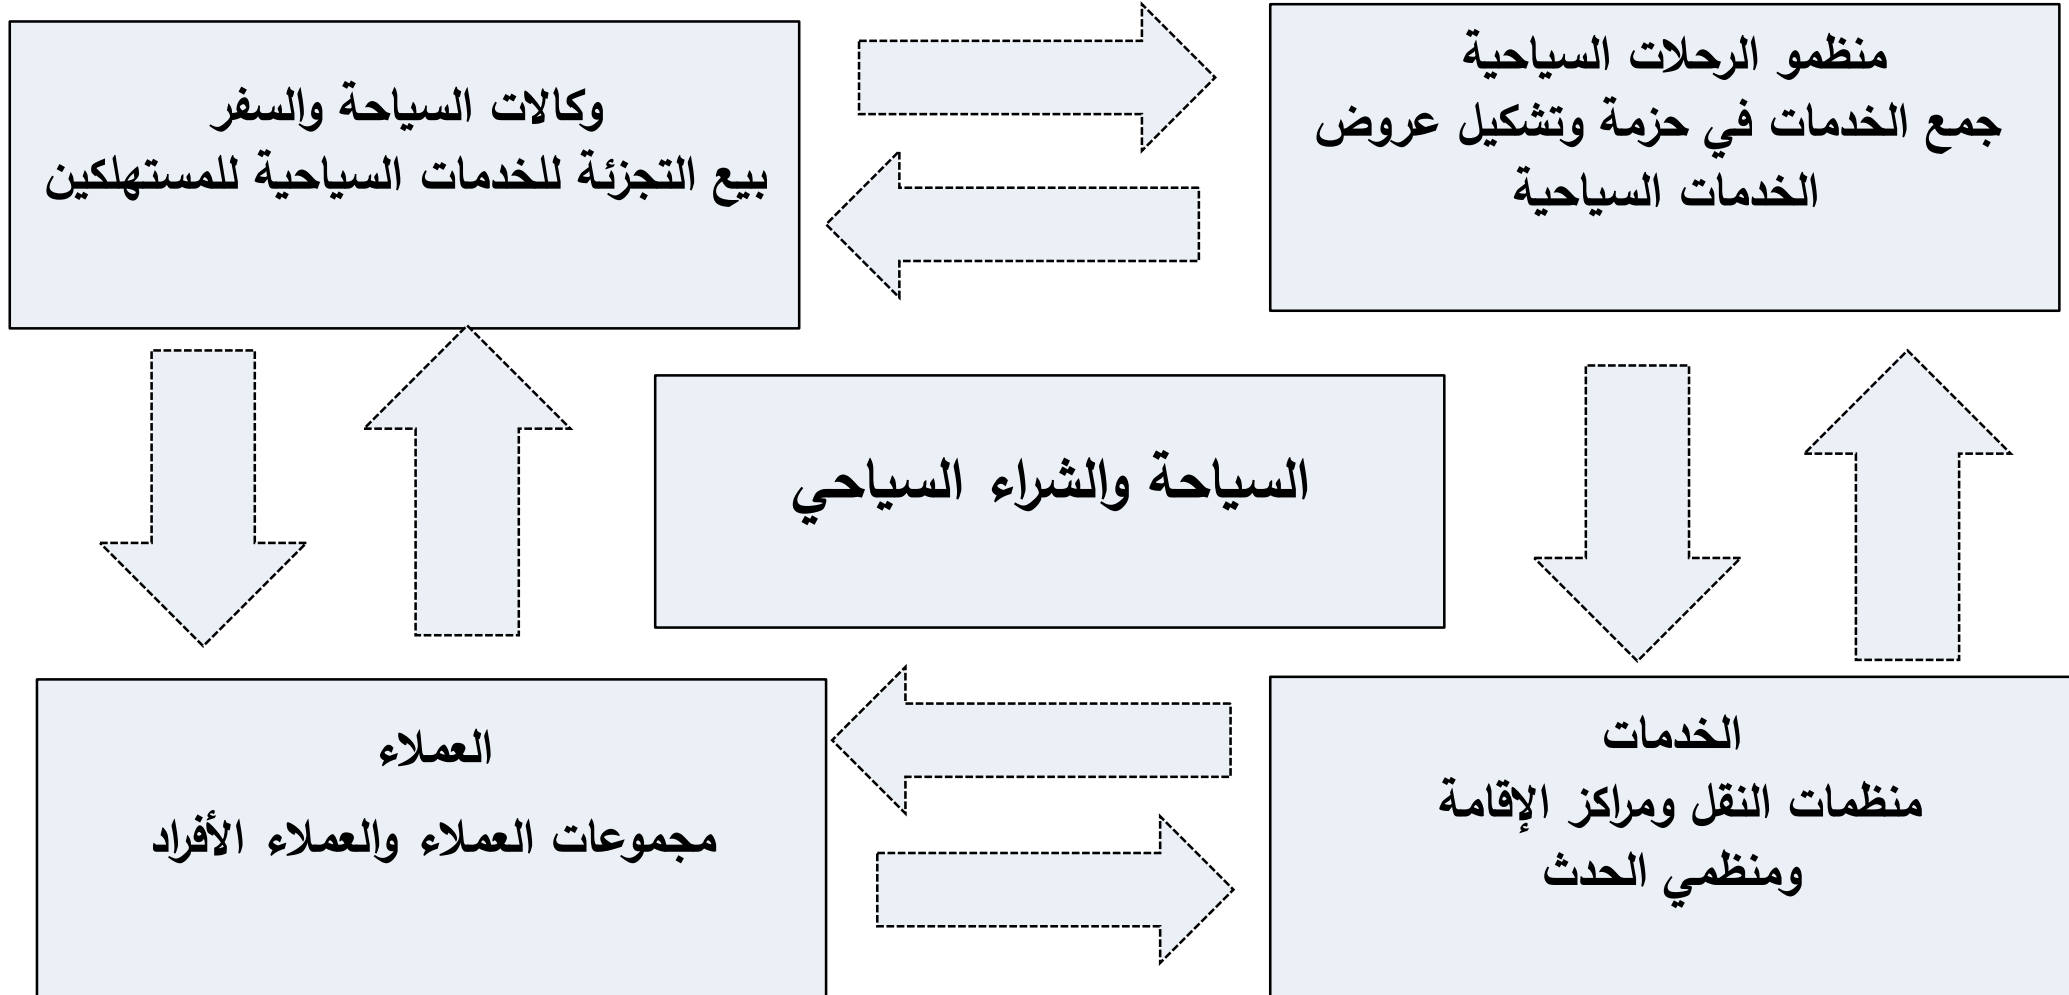 منظمو الرحلات السياحية
جمع الخدمات في حزمة وتشكيل عروض
الخدمات السياحية
وكالات السياحة والسفر
بيع التجزئة للخدمات السياحية للمستهلكين
السياحة والشراء السياحي
الخدمات
منظمات النقل ومراكز الإقامة
ومنظمي الحدث
العملاء
مجموعات العملاء والعملاء الأفراد